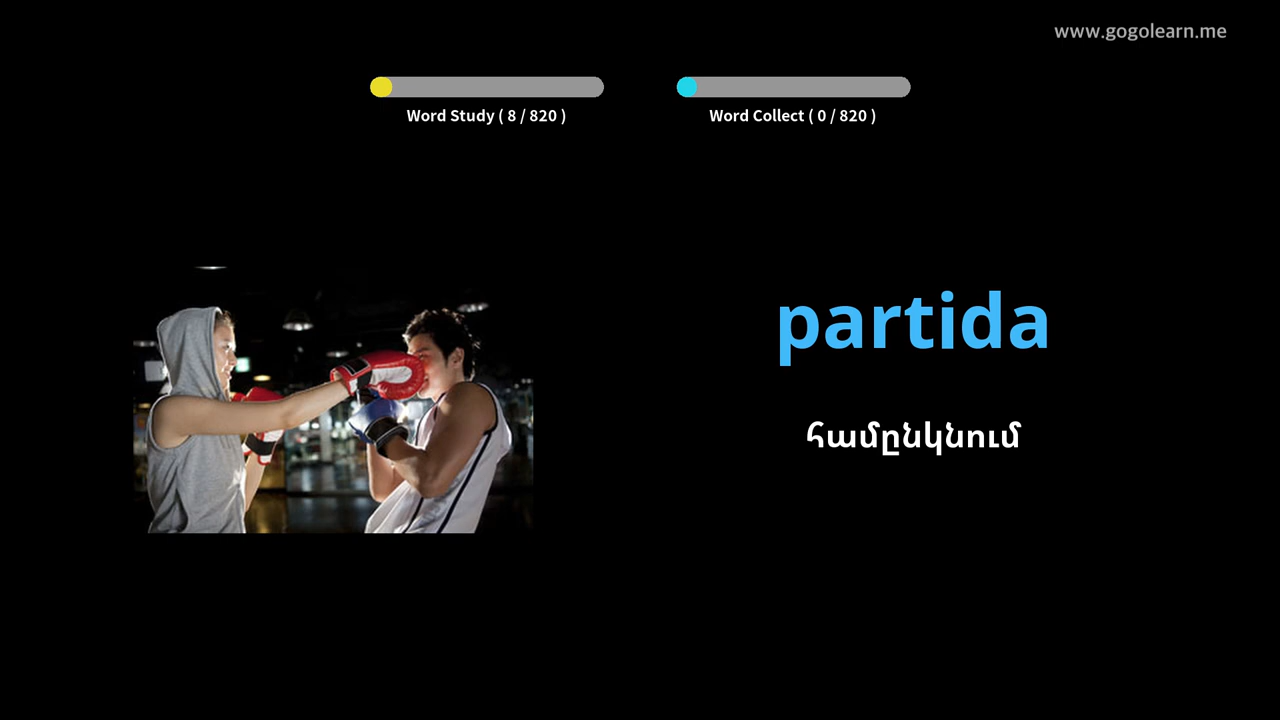 www.gogolearn.me
Word Study ( 8 / 820 )
Word Collect ( 0 / 820 )
partida
համընկնում